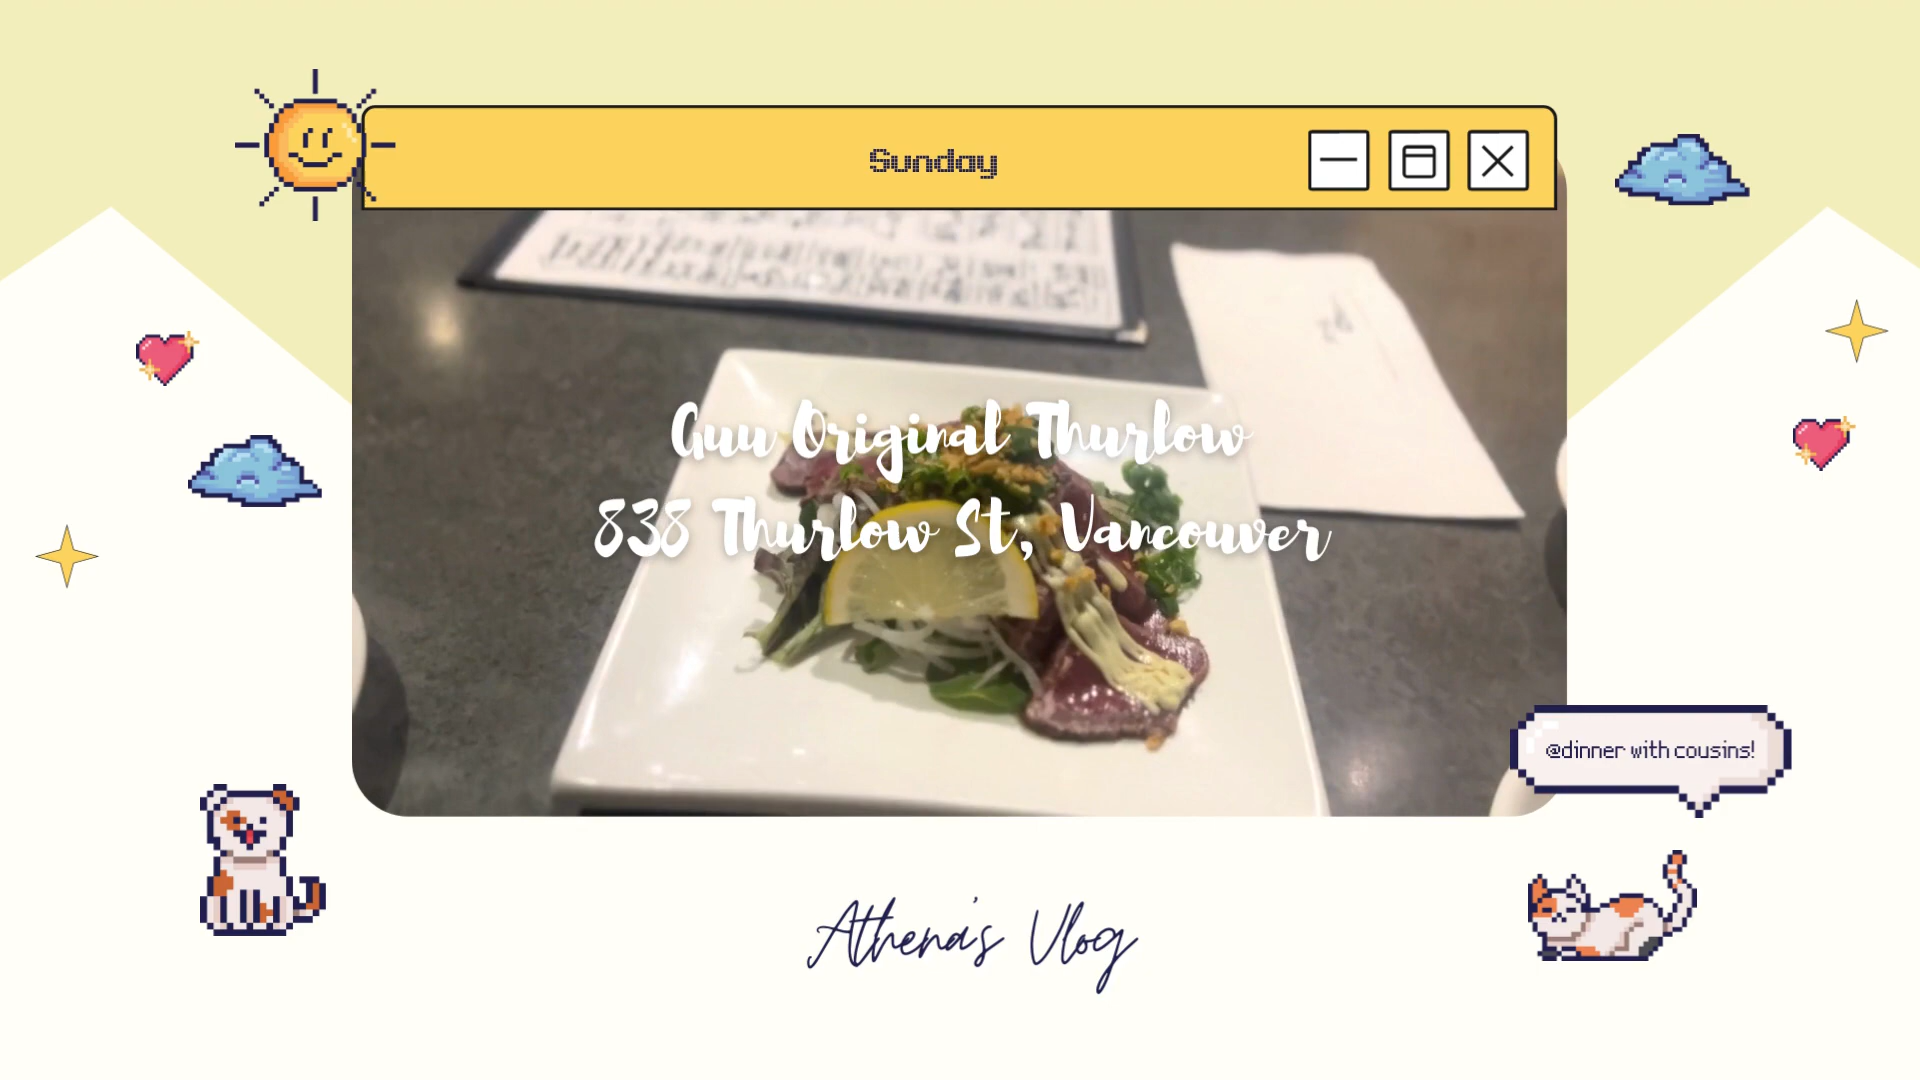 Sunday
Guu Original Thurlow
838 Thurlow St, Vancouver
@dinner with cousins!
Athena's Vlog